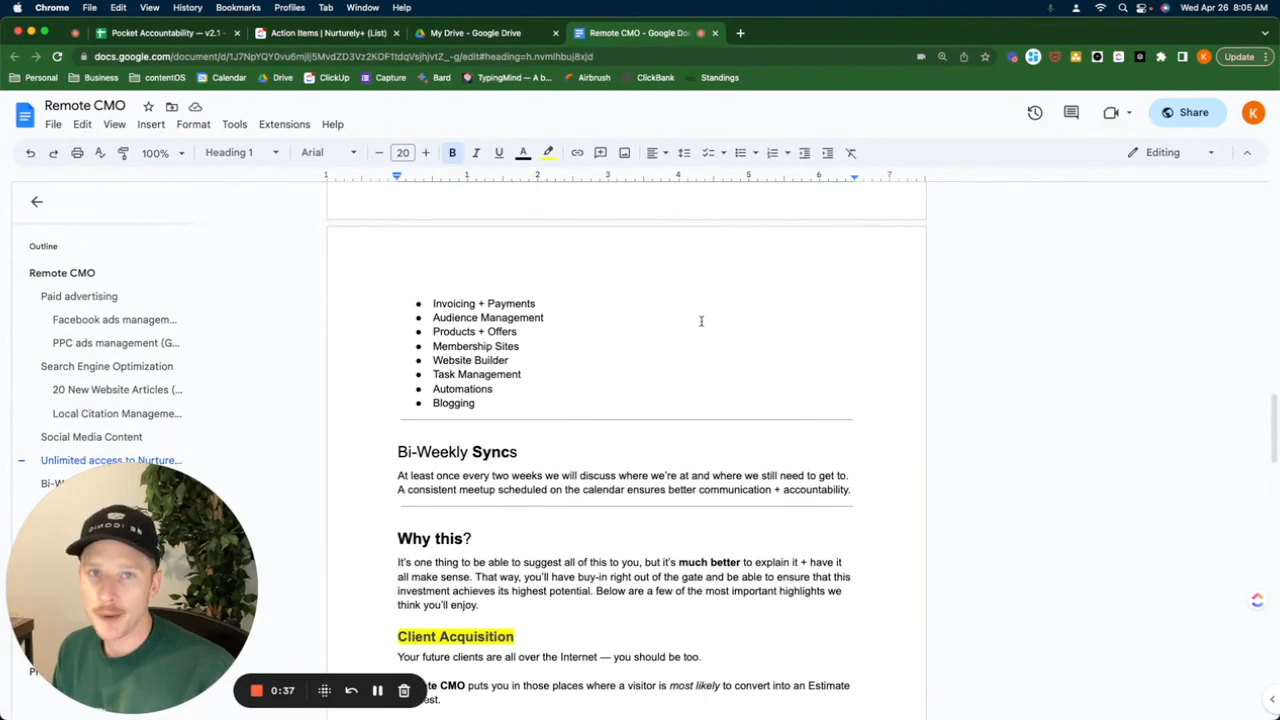 Chrome File Edit View History Bookmarks Profiles Tab Window Help Wed Apr 26 8:05 AM
Pocket Accountability — v2.1 - Action Items | Nurturely+ (List) My Drive - Google Drive Remote CMO - Google Do
docs.google.com/document/d/
Update
Personal Business contentOS Calendar Drive ClickUp Capture Bard TypingMind — A b... Airbrush ClickBank Standings
Remote CMO
File Edit View Insert Format Tools Extensions Help
Share
K
100% Heading 1 Arial 20 B I U A Editing
1 1 2 3 4 5 6 7
Outline
Remote CMO
Paid advertising
Facebook ads managem...
PPC ads management (G...
Search Engine Optimization
20 New Website Articles (...
Local Citation Manageme...
Social Media Content
Unlimited access to Nurture...
Bi-W
● Invoicing + Payments
● Audience Management
● Products + Offers
● Membership Sites
● Website Builder
● Task Management
● Automations
● Blogging
Bi-Weekly Syncs
At least once every two weeks we will discuss where we're at and where we still need to get to.
A consistent meetup scheduled on the calendar ensures better communication + accountability.
Why this?
It's one thing to be able to suggest all of this to you, but it's much better to explain it + have it
all make sense. That way, you'll have buy-in right out of the gate and be able to ensure that this
investment achieves its highest potential. Below are a few of the most important highlights we
think you'll enjoy.
Client Acquisition
Your future clients are all over the Internet — you should be too.
te CMO puts you in those places where a visitor is most likely to convert into an Estimate
est.
0:37